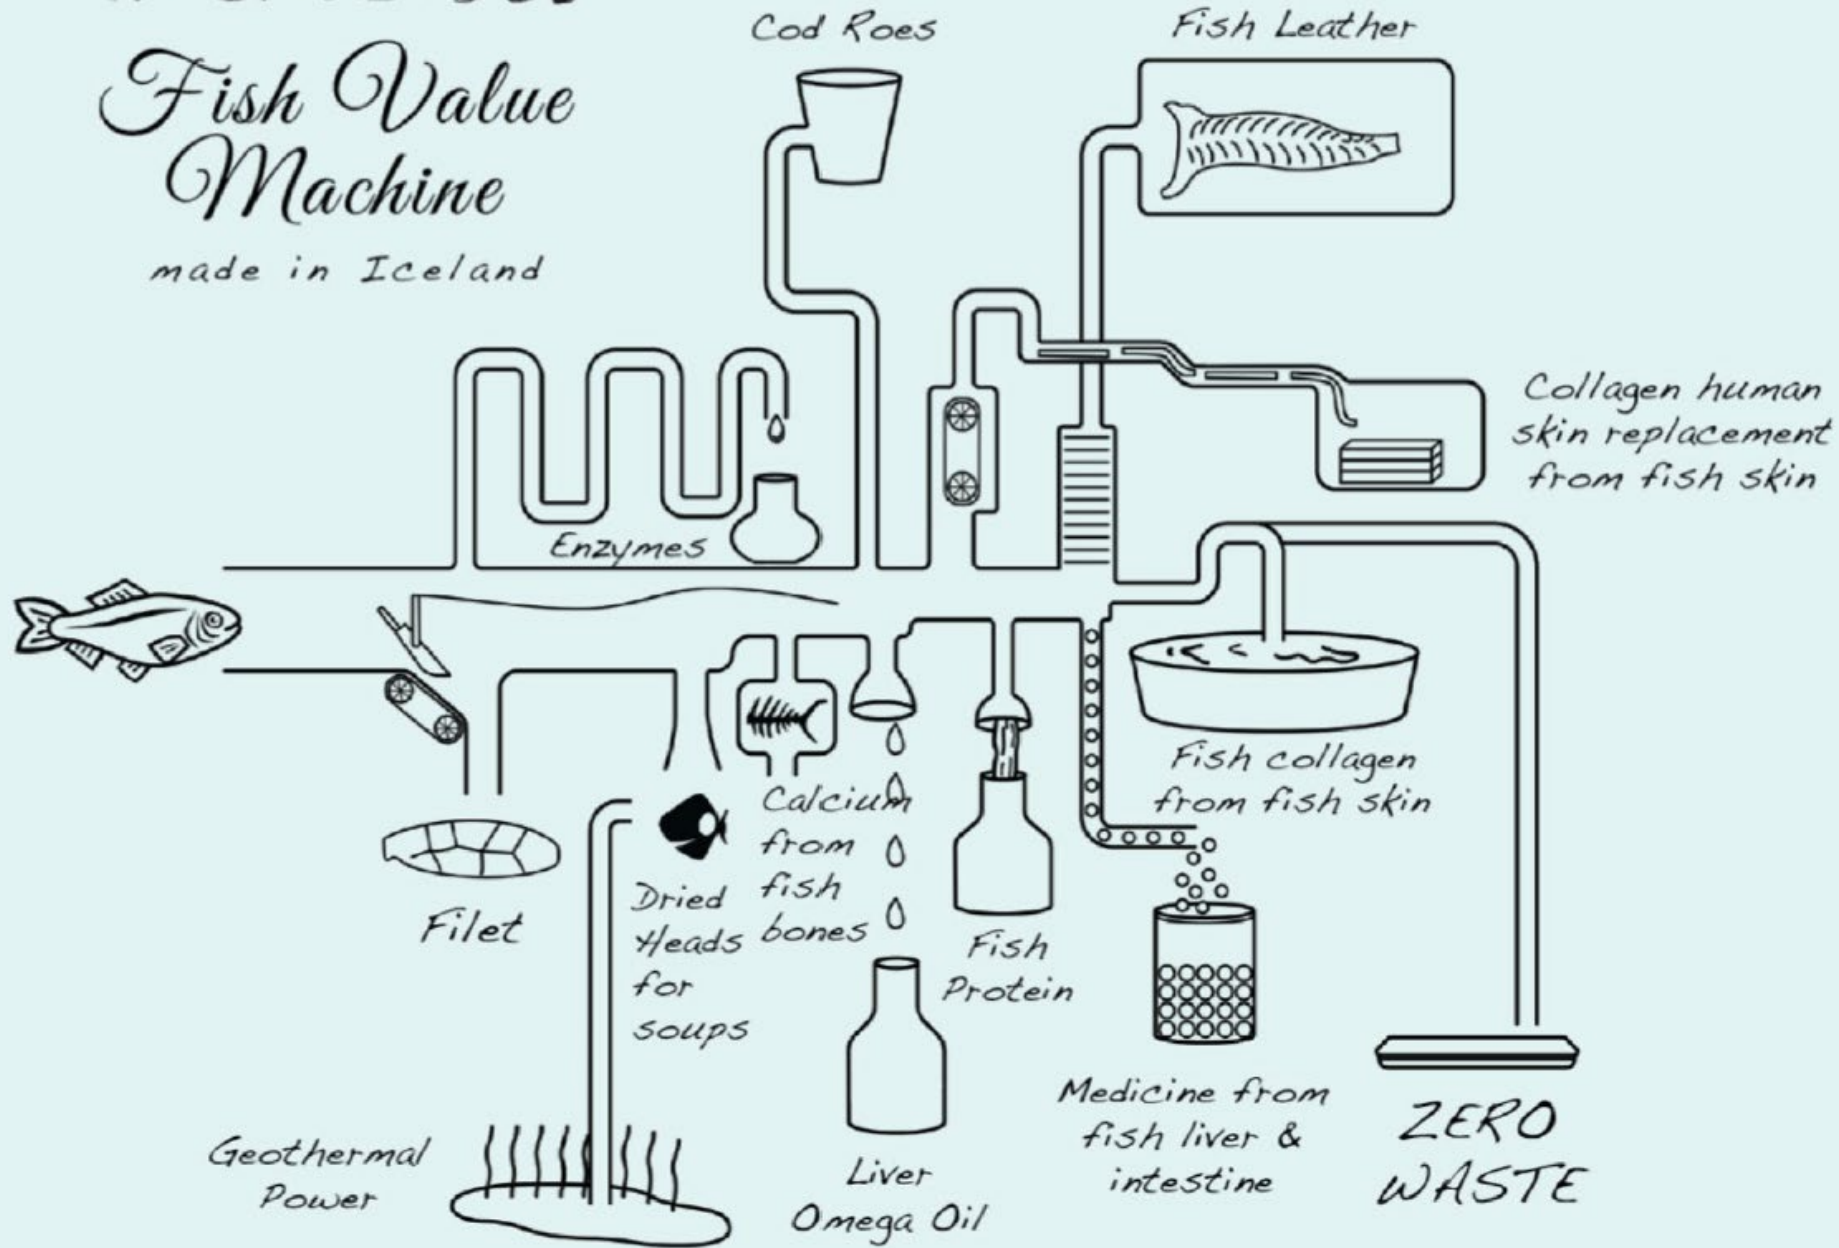 Fish Value
Machine
made in Iceland
Cod Roes
Fish Leather
Collagen human
skin replacement
from fish skin
Enzymes
Fish collagen
from fish skin
Calcium
from
fish
bones
Dried
Heads
for
soups
Filet
Fish
Protein
Medicine from
fish liver &
intestine
ZERO
WASTE
Geothermal
Power
Liver
Omega Oil